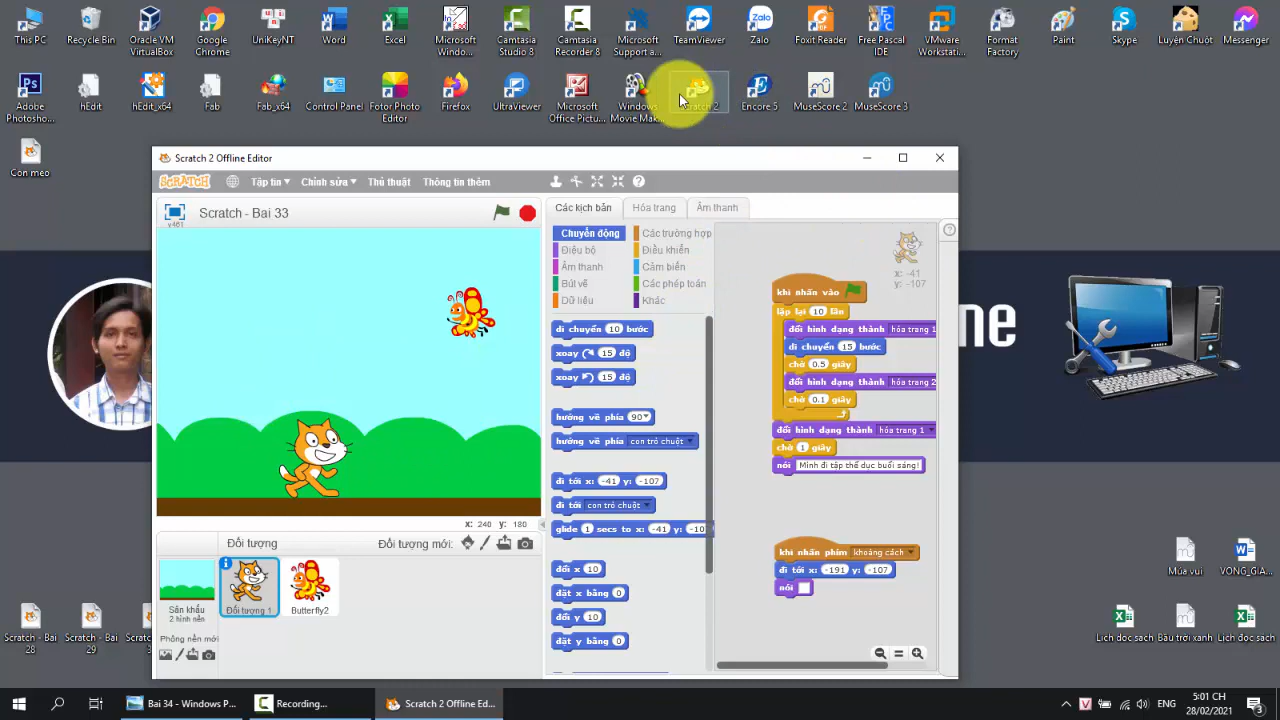 This PC
Recycle Bin
Oracle VM
VirtualBox
Google
Chrome
UniKeyNT
Word
Excel
Microsoft
Windo...
Camtasia
Studio 8
Camtasia
Recorder 8
Microsoft
Support a...
TeamViewer
Zalo
Foxit Reader
Free Pascal
IDE
VMware
Workstati...
Format
Factory
Paint
Skype
Luyện Chuột
Messenger
Adobe
Photosho...
hEdit
hEdit_x64
Fab
Fab_x64
Control Panel
Fotor Photo
Editor
Firefox
UltraViewer
Microsoft
Office Pictu...
Windows
Movie Mak...
Scratch 2
Encore 5
MuseScore 2
MuseScore 3
Con meo
Scratch 2 Offline Editor
SCRATCH
Tập tin
Chỉnh sửa
Thủ thuật
Thông tin thêm
Scratch - Bai 33
v461
Các kịch bản
Hóa trang
Âm thanh
Chuyển động
Điệu bộ
Âm thanh
Bút vẽ
Dữ liệu
Các trường hợp
Điều khiển
Cảm biến
Các phép toán
Khác
di chuyển 10 bước
xoay 15 độ
xoay 15 độ
hướng về phía 90
hướng về phía con trỏ chuột
đi tới x: -41 y: -107
đi tới con trỏ chuột
glide 1 secs to x: -41 y: -10
đổi x 10
đặt x bằng 0
đổi y 10
đặt y bằng 0
x: -41
y: -107
khi nhấn vào
lặp lại 10 lần
đổi hình dạng thành hóa trang 1
di chuyển 15 bước
chờ 0.5 giây
đổi hình dạng thành hóa trang 2
chờ 0.1 giây
đổi hình dạng thành hóa trang 1
chờ 1 giây
nói Mình đi tập thể dục buổi sáng!
khi nhấn phím khoảng cách
đi tới x: -191 y: -107
nói
x: 240 y: 180
Đối tượng
Đối tượng mới:
Sân khấu
2 hình nền
Phông nền mới
Đối tượng 1
Butterfly2
ne
Scratch - Bai
28
Scratch - Bai
29
Múa vui
VONG_GIA...
Lich doc sach
Bầu trời xanh
Lich doc sach
Bai 34 - Windows P...
Recording...
Scratch 2 Offline Ed...
V
ENG
5:01 CH
28/02/2021
3